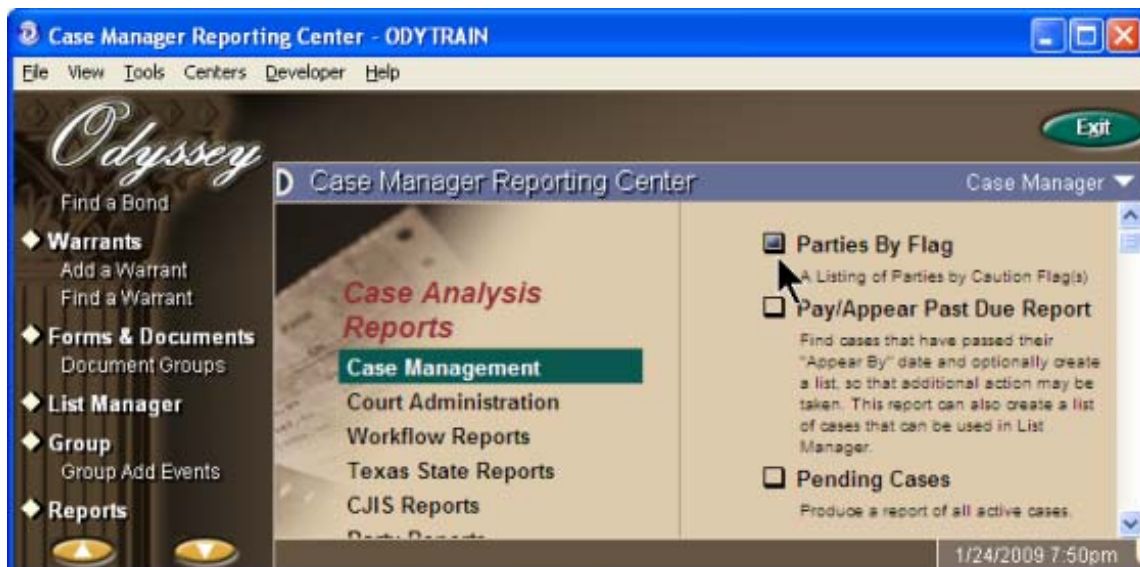 Case Manager Reporting Center - ODYTRAIN
File View Tools Centers Developer Help
Odyssey
Exit
Case Manager Reporting Center
Case Manager
Find a Bond
Warrants
Add a Warrant
Find a Warrant
Forms & Documents
Document Groups
List Manager
Group
Group Add Events
Reports
Case Analysis
Reports
Case Management
Court Administration
Workflow Reports
Texas State Reports
CJIS Reports
Party Reports
Parties By Flag
A Listing of Parties by Caution Flag(s)
Pay/Appear Past Due Report
Find cases that have passed their
"Appear By" date and optionally create
a list, so that additional action may be
taken. This report can also create a list
of cases that can be used in List
Manager.
Pending Cases
Produce a report of all active cases.
1/24/2009 7:50pm